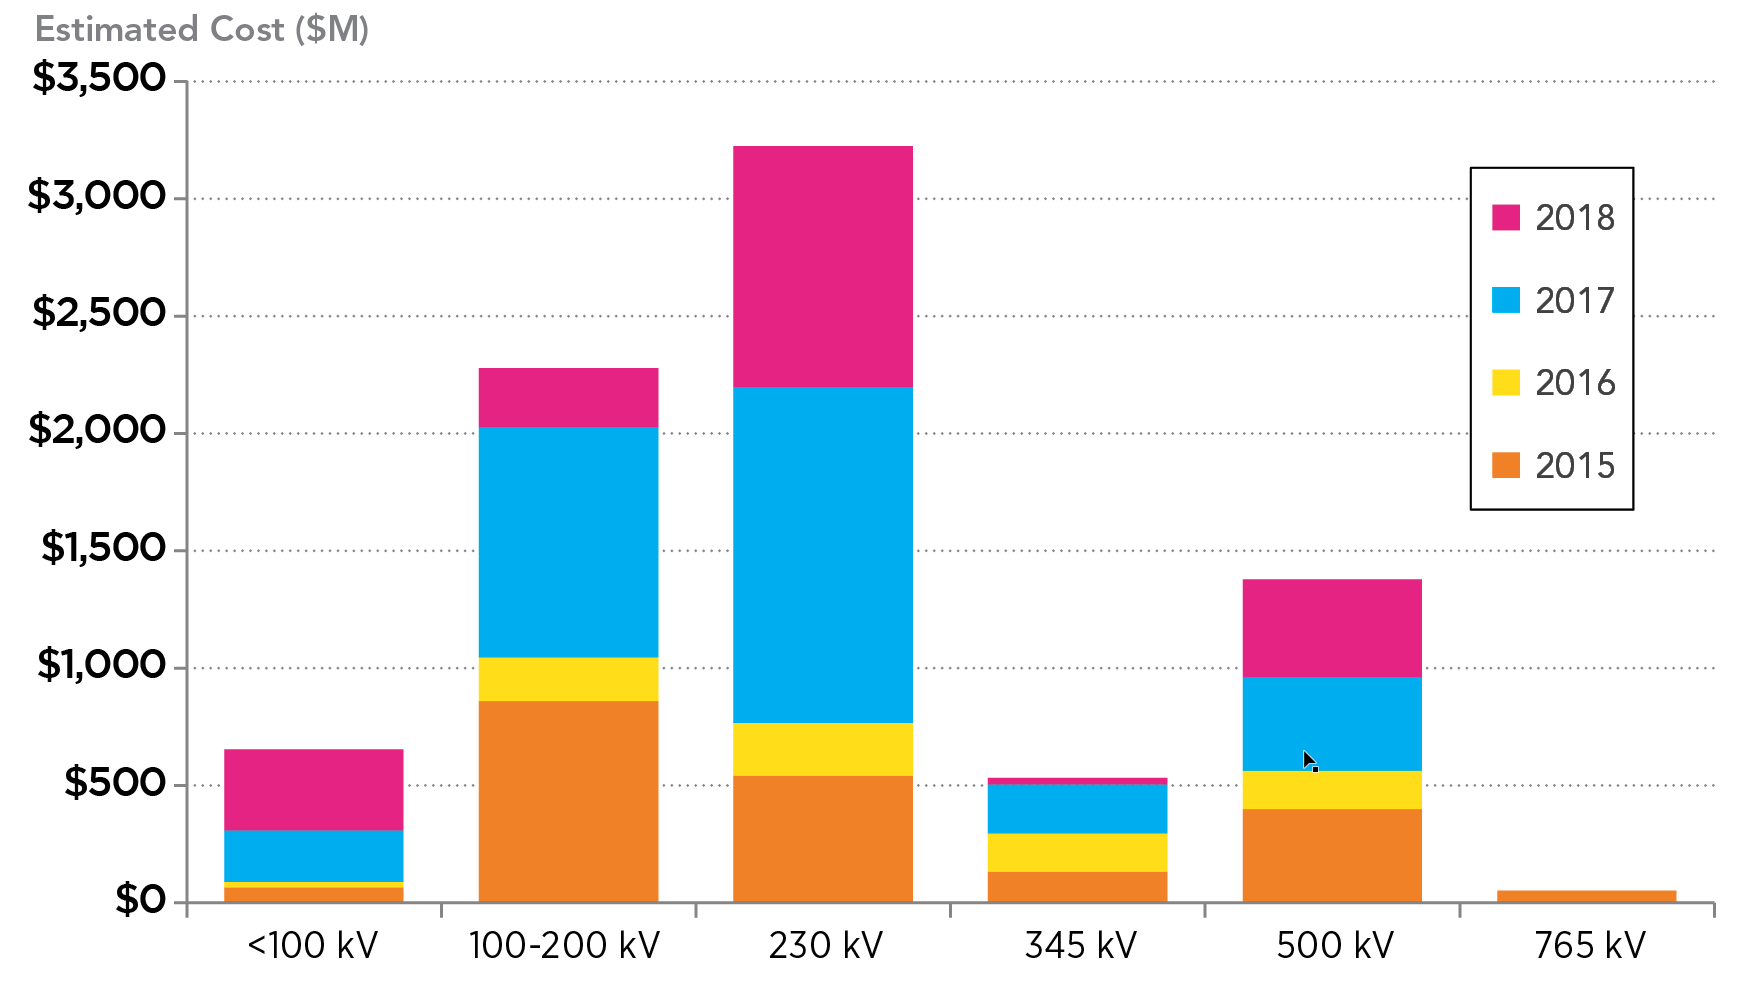 Estimated Cost ($M)
$3,500
$3,000
$2,500
$2,000
$1,500
$1,000
$500
$0
2018
2017
2016
2015
<100 kV
100-200 kV
230 kV
345 kV
500 kV
765 kV